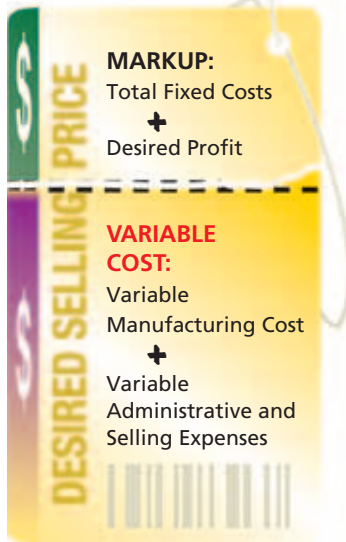 $
DESIRED SELLING PRICE
MARKUP:
Total Fixed Costs
+
Desired Profit
$
VARIABLE
COST:
Variable
Manufacturing Cost
+
Variable
Administrative and
Selling Expenses